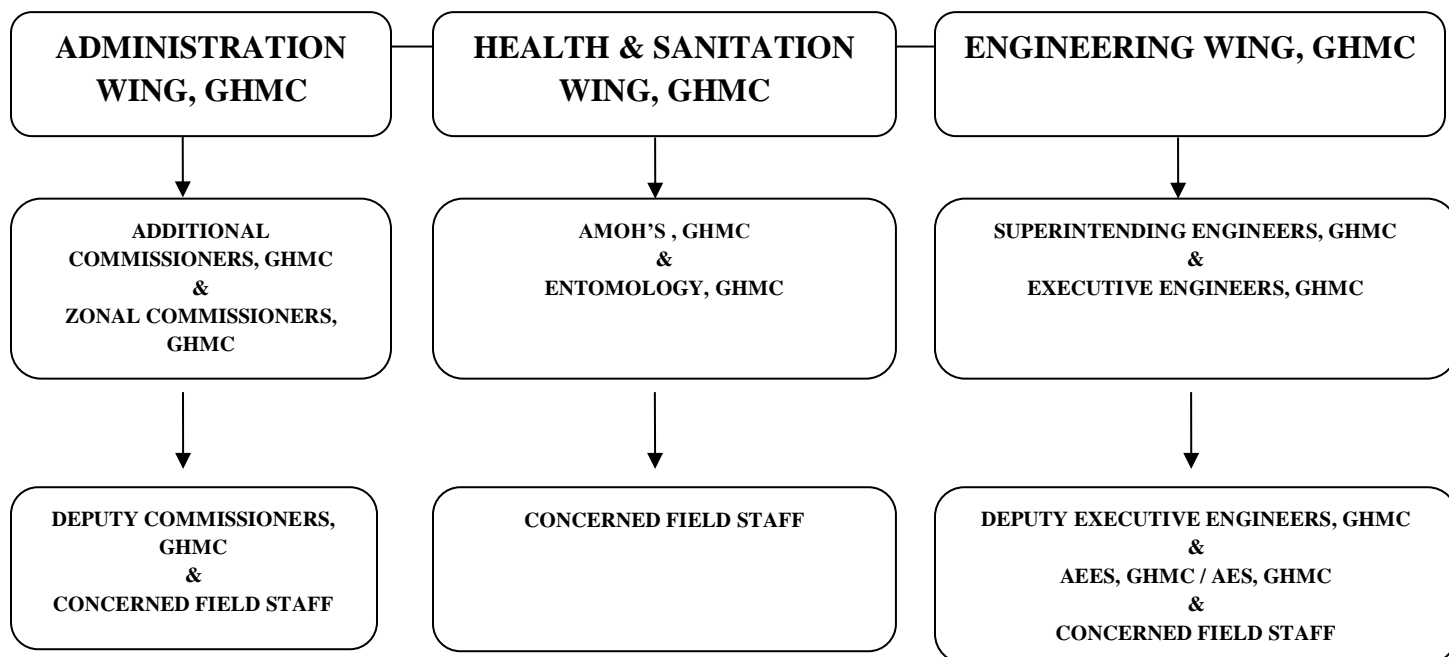 ADMINISTRATION
WING, GHMC
HEALTH & SANITATION
WING, GHMC
ENGINEERING WING, GHMC
ADDITIONAL
COMMISSIONERS, GHMC
&
ZONAL COMMISSIONERS,
GHMC
AMOH'S , GHMC
&
ENTOMOLOGY, GHMC
SUPERINTENDING ENGINEERS, GHMC
&
EXECUTIVE ENGINEERS, GHMC
DEPUTY COMMISSIONERS,
GHMC
&
CONCERNED FIELD STAFF
CONCERNED FIELD STAFF
DEPUTY EXECUTIVE ENGINEERS, GHMC
&
AEES, GHMC / AES, GHMC
&
CONCERNED FIELD STAFF